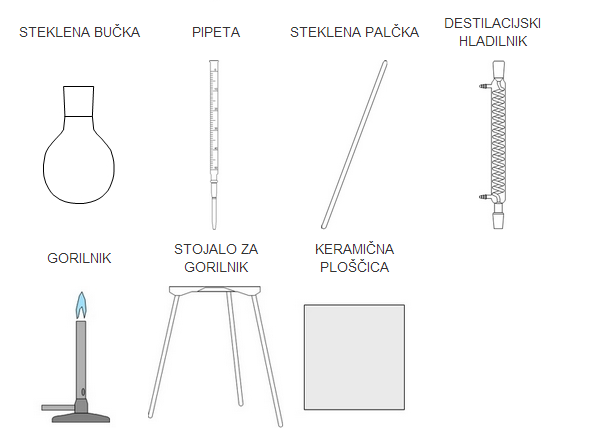 STEKLENA BUČKA
PIPETA
STEKLENA PALČKA
DESTILACIJSKI
HLADILNIK
GORILNIK
STOJALO ZA
GORILNIK
KERAMIČNA
PLOŠČICA